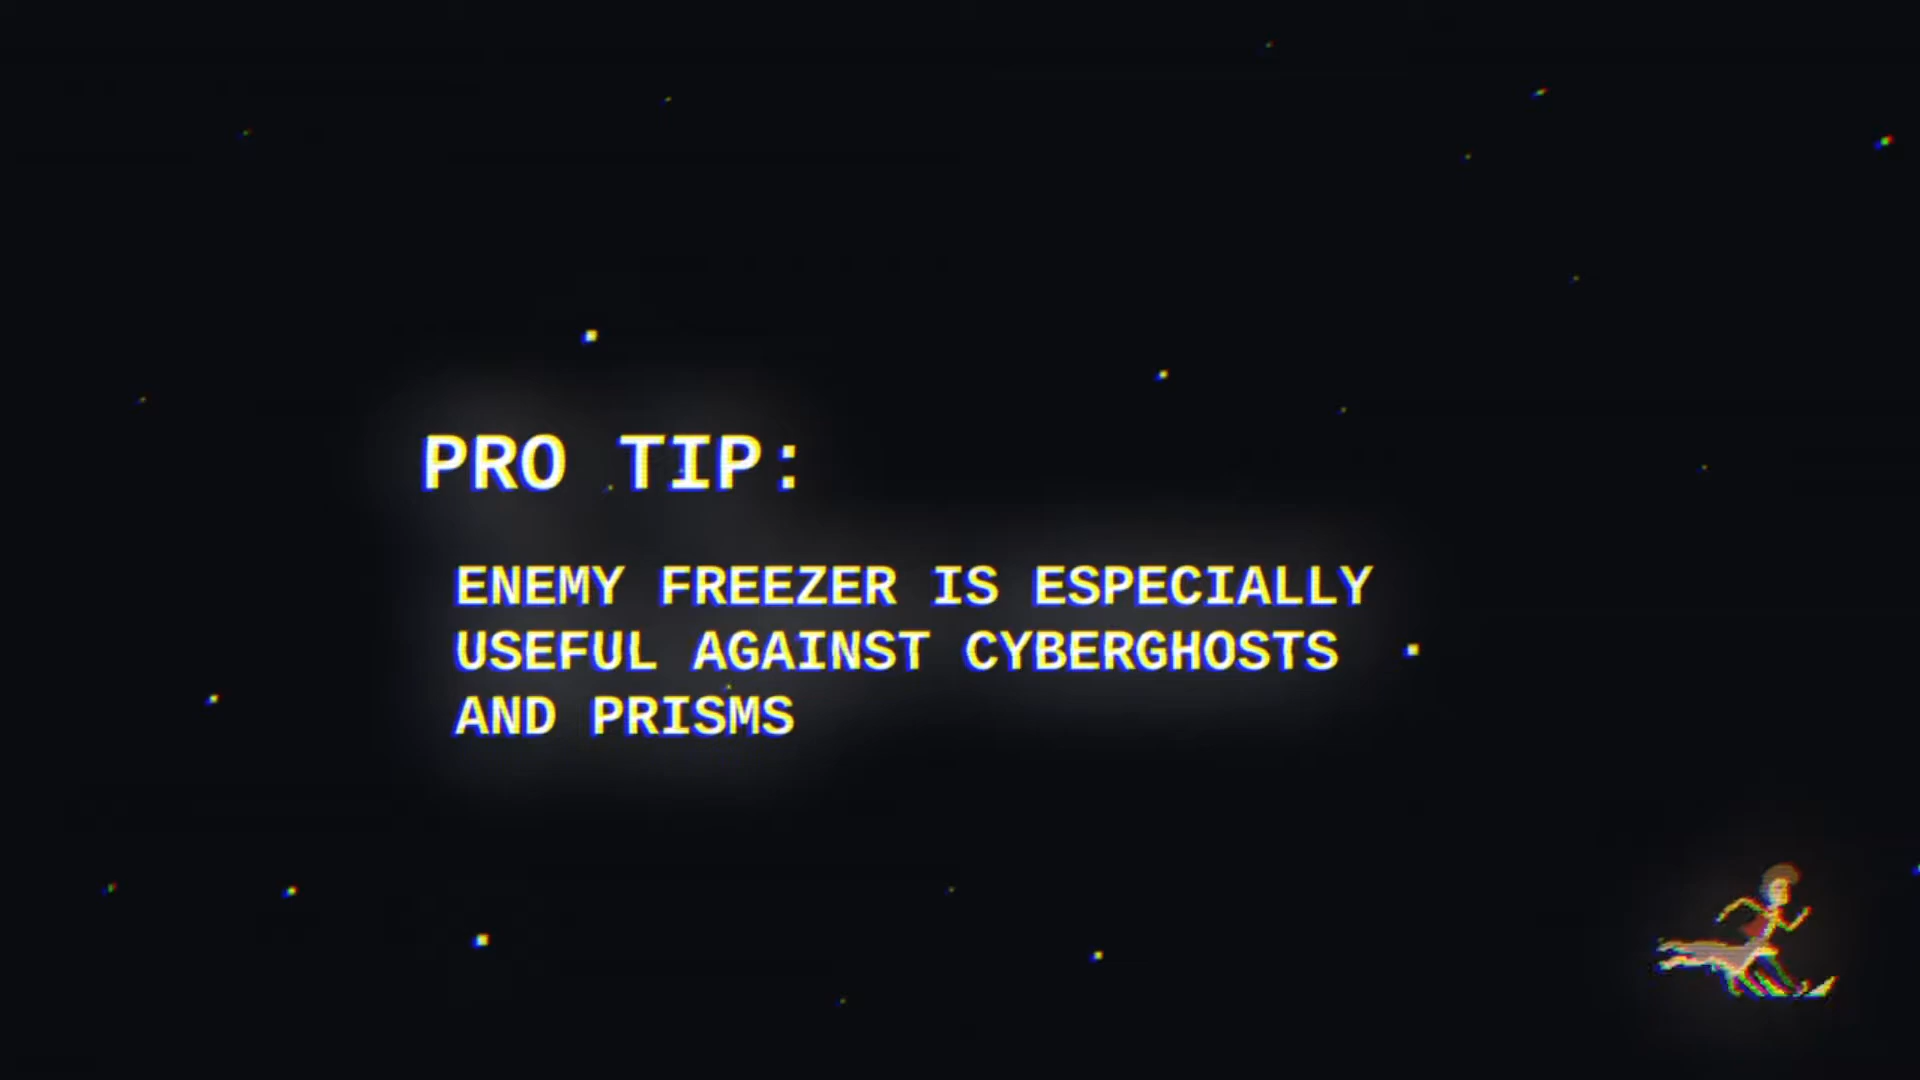 PRO TIP:
ENEMY FREEZER IS ESPECIALLY
USEFUL AGAINST CYBERGHOSTS
AND PRISMS